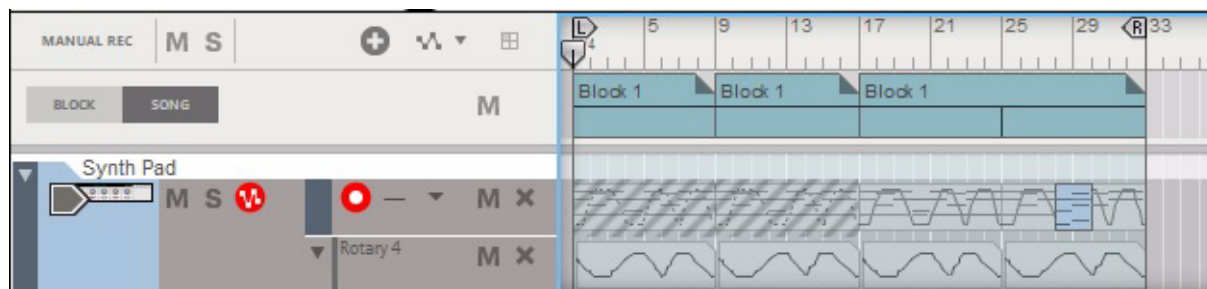 MANUAL REC M S
L 5 9 13 17 21 25 29 R 33
4
BLOCK SONG M
Block 1 Block 1 Block 1
Synth Pad
M S M
Rotary 4 M